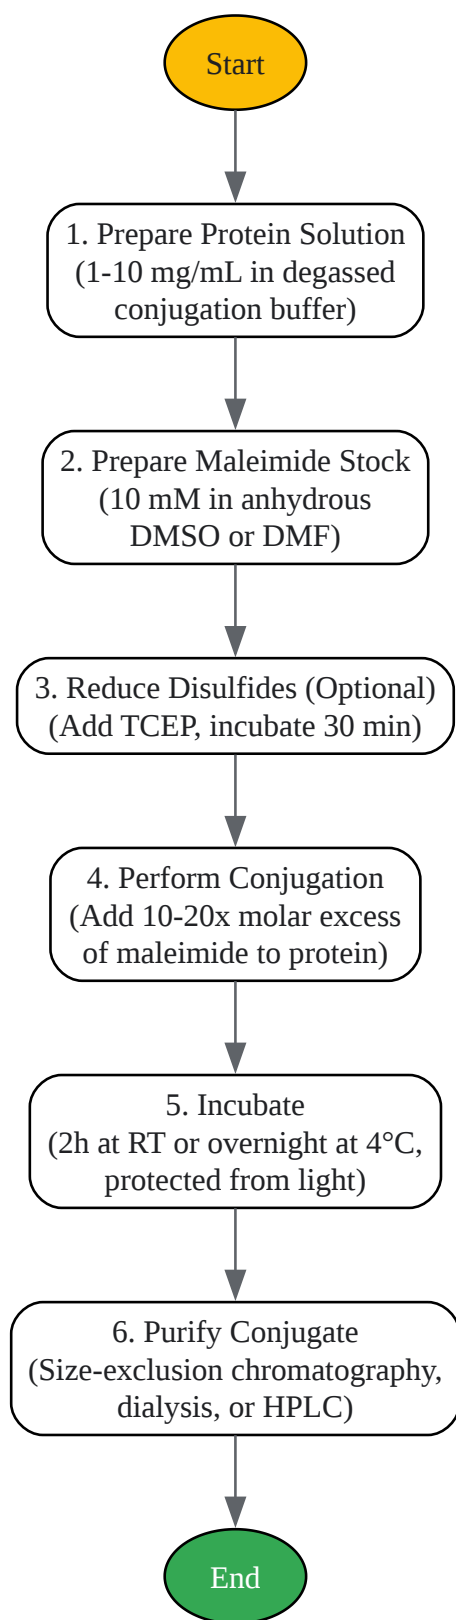 Start
1. Prepare Protein Solution
(1-10 mg/mL in degassed
conjugation buffer)
2. Prepare Maleimide Stock
(10 mM in anhydrous
DMSO or DMF)
3. Reduce Disulfides (Optional)
(Add TCEP, incubate 30 min)
4. Perform Conjugation
(Add 10-20x molar excess
of maleimide to protein)
5. Incubate
(2h at RT or overnight at 4°C,
protected from light)
6. Purify Conjugate
(Size-exclusion chromatography,
dialysis, or HPLC)
End